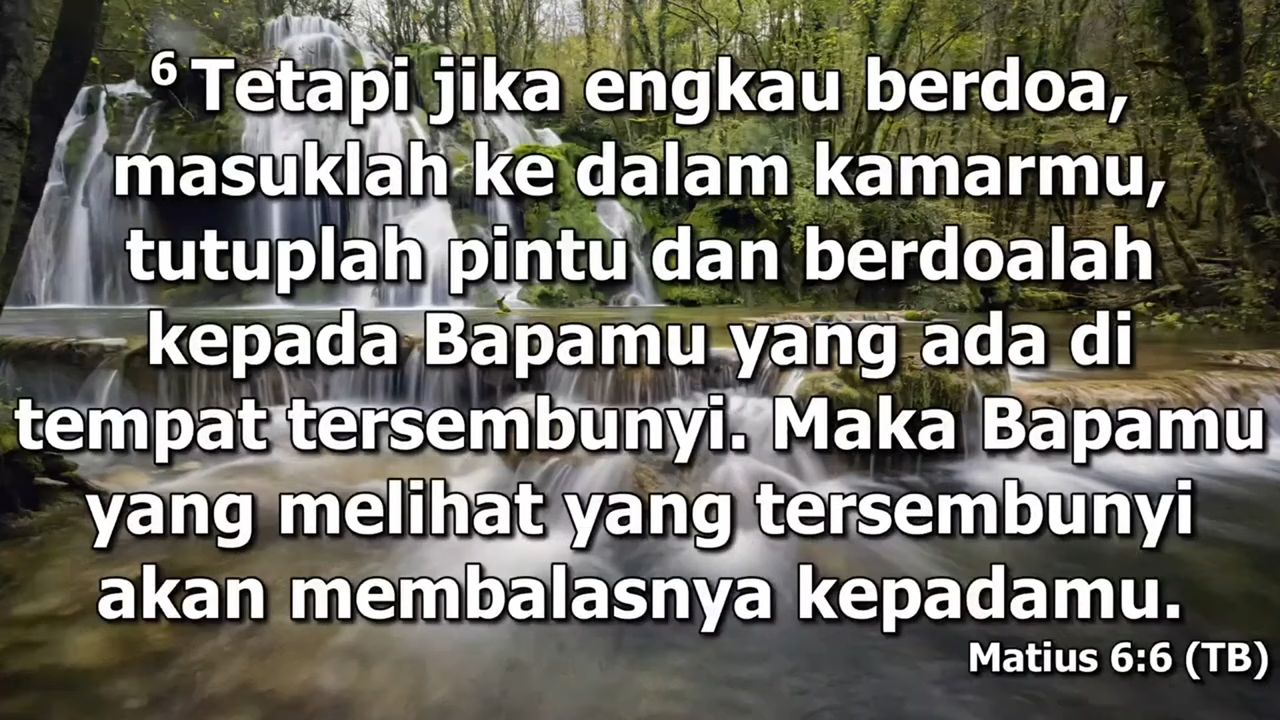 6 Tetapi jika engkau berdoa,
masuklah ke dalam kamarmu,
tutuplah pintu dan berdoalah
kepada Bapamu yang ada di
tempat tersembunyi. Maka Bapamu
yang melihat yang tersembunyi
akan membalasnya kepadamu.
Matius 6:6 (TB)